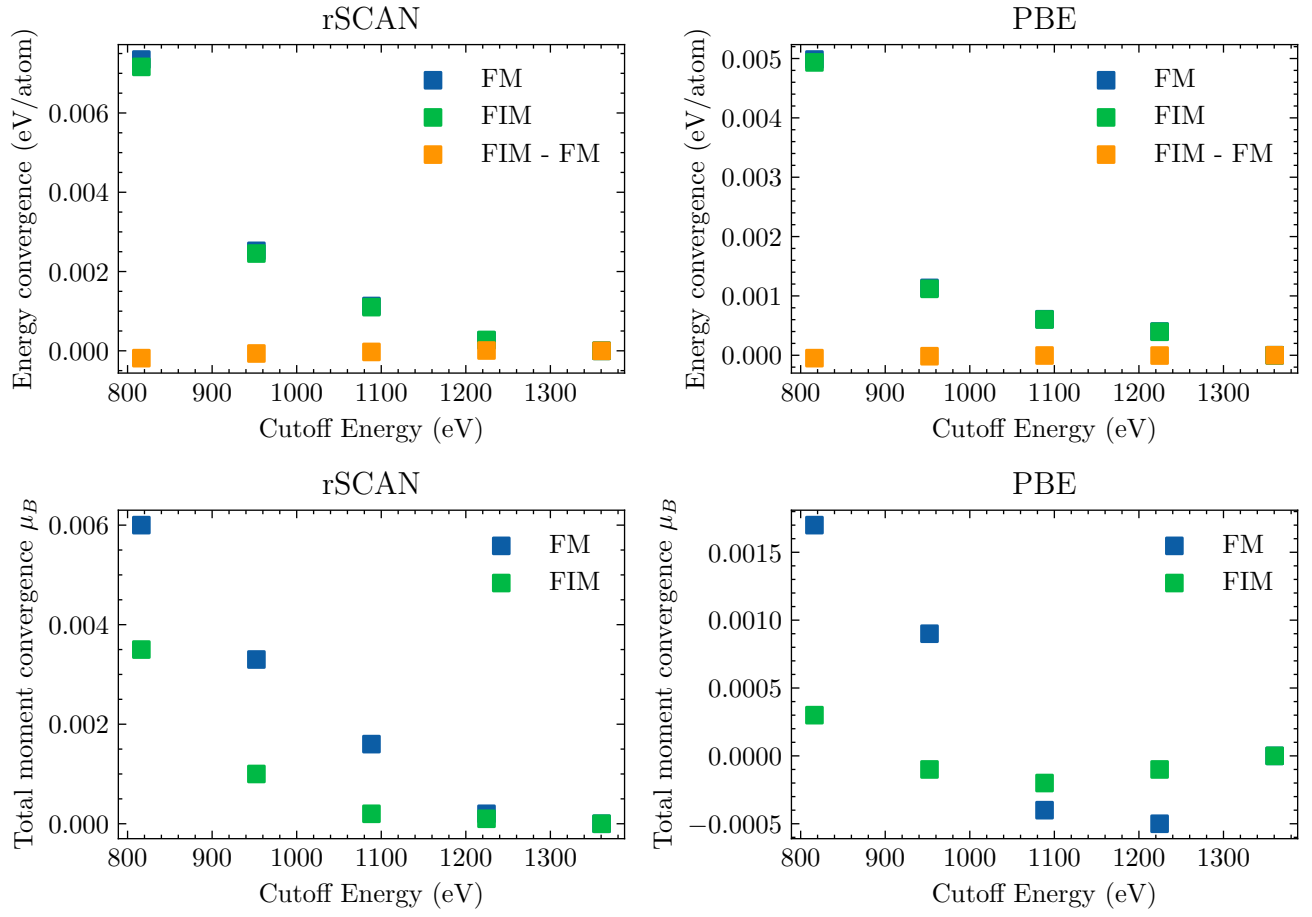 rSCAN
Energy convergence (eV/atom)
0.006
0.004
0.002
0.000
FM
FIM
FIM - FM
800 900 1000 1100 1200 1300
Cutoff Energy (eV)
PBE
Energy convergence (eV/atom)
0.005
0.004
0.003
0.002
0.001
0.000
FM
FIM
FIM - FM
800 900 1000 1100 1200 1300
Cutoff Energy (eV)
rSCAN
Total moment convergence μB
0.006
0.004
0.002
0.000
FM
FIM
800 900 1000 1100 1200 1300
Cutoff Energy (eV)
PBE
Total moment convergence μB
0.0015
0.0010
0.0005
0.0000
−0.0005
FM
FIM
800 900 1000 1100 1200 1300
Cutoff Energy (eV)